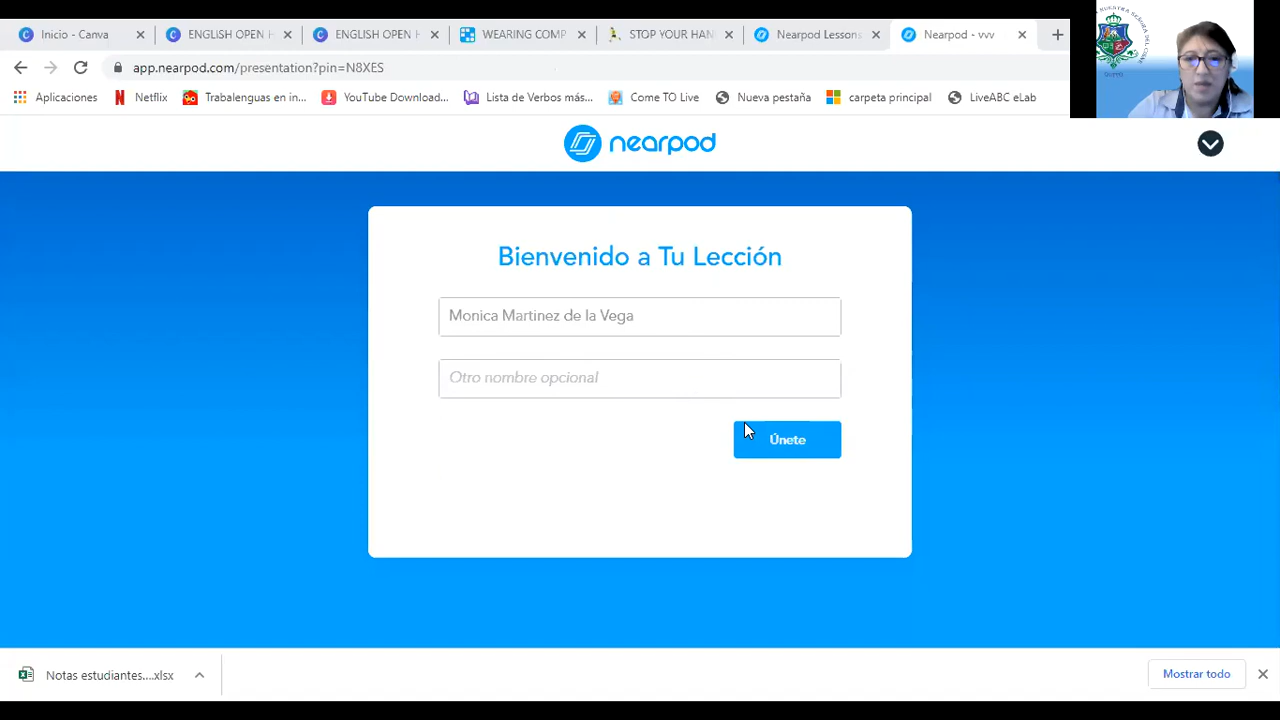 Inicio - Canva
ENGLISH OPEN H
ENGLISH OPEN
WEARING COMP
STOP YOUR HAN
Nearpod Lessons
Nearpod - vvv
app.nearpod.com/presentation?pin=N8XES
Aplicaciones
Netflix
Trabalenguas en in...
YouTube Download...
Lista de Verbos más...
Come TO Live
Nueva pestaña
carpeta principal
LiveABC eLab
nearpod
Bienvenido a Tu Lección
Monica Martinez de la Vega
Otro nombre opcional
Únete
Notas estudiantes....xlsx
Mostrar todo